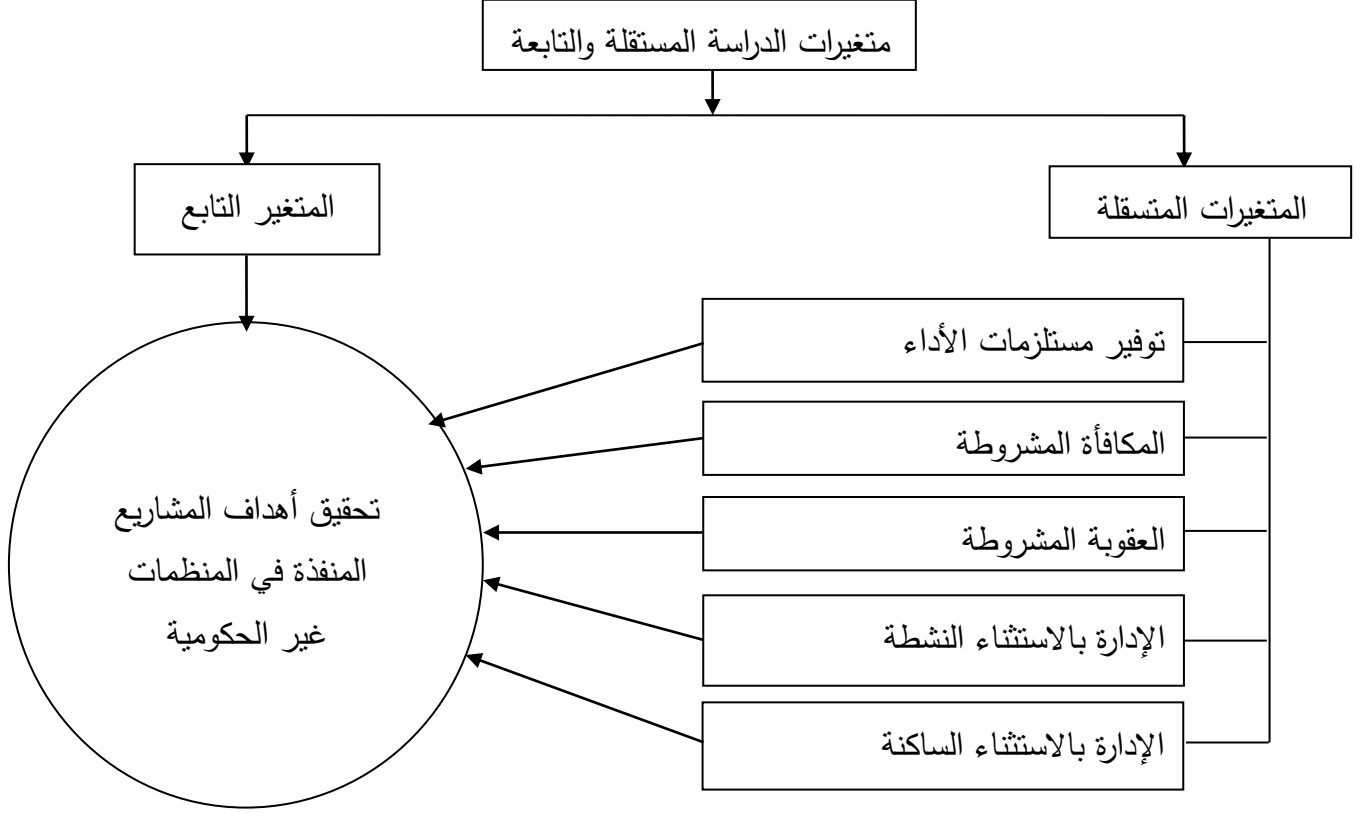 متغيرات الدراسة المستقلة والتابعة
المتغيرات المتسقلة
المتغير التابع
توفير مستلزمات الأداء
المكافأة المشروطة
العقوبة المشروطة
الإدارة بالاستثناء النشطة
الإدارة بالاستثناء الساكنة
تحقيق أهداف المشاريع
المنفذة في المنظمات
غير الحكومية